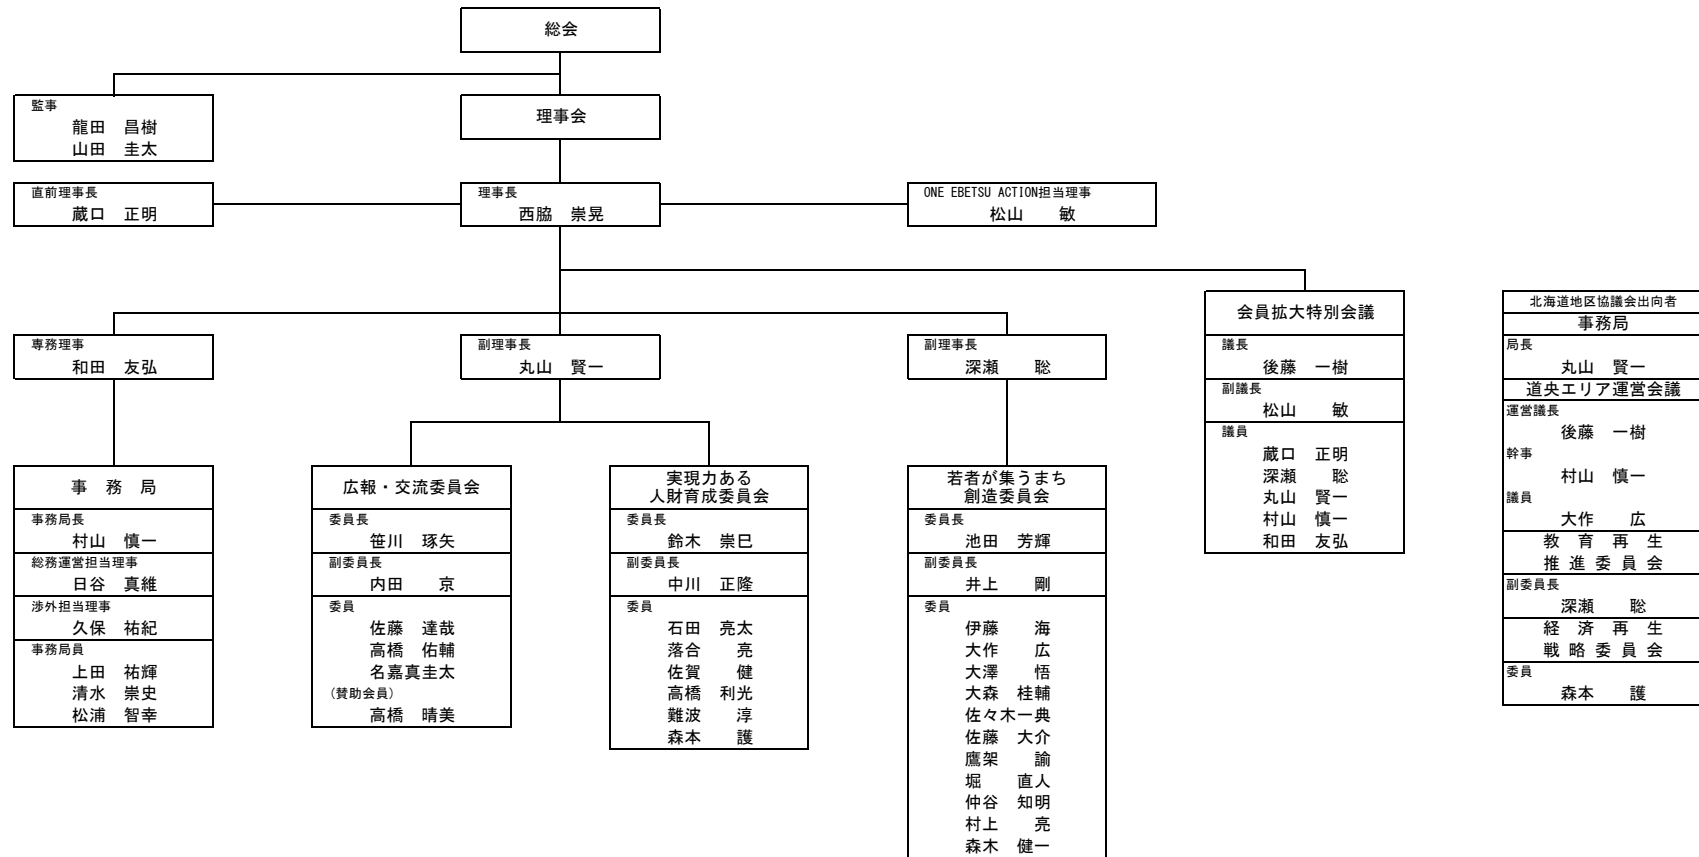 総会
監事
龍田　昌樹
山田　圭太
理事会
直前理事長
蔵口　正明
理事長
西脇　崇晃
ONE EBETSU ACTION担当理事
松山　　敏
専務理事
和田　友弘
副理事長
丸山　賢一
副理事長
深瀬　　聡
事　務　局
事務局長
村山　慎一
総務運営担当理事
日谷　真維
渉外担当理事
久保　祐紀
事務局員
上田　祐輝
清水　崇史
松浦　智幸
広報・交流委員会
委員長
笹川　琢矢
副委員長
内田　　京
委員
佐藤　達哉
高橋　佑輔
名嘉真圭太
(賛助会員)
高橋　晴美
実現力ある
人財育成委員会
委員長
鈴木　崇巳
副委員長
中川　正隆
委員
石田　亮太
落合　　亮
佐賀　　健
高橋　利光
難波　　淳
森本　　護
若者が集うまち
創造委員会
委員長
池田　芳輝
副委員長
井上　　剛
委員
伊藤　　海
大作　　広
大澤　　悟
大森　桂輔
佐々木一典
佐藤　大介
鷹架　　諭
堀　　直人
仲谷　知明
村上　　亮
森木　健一
会員拡大特別会議
議長
後藤　一樹
副議長
松山　　敏
議員
蔵口　正明
深瀬　　聡
丸山　賢一
村山　慎一
和田　友弘
北海道地区協議会出向者
事務局
局長
丸山　賢一
道央エリア運営会議
運営議長
後藤　一樹
幹事
村山　慎一
議員
大作　　広
教　育　再　生
推 進 委 員 会
副委員長
深瀬　　聡
経　済　再　生
戦 略 委 員 会
委員
森本　　護